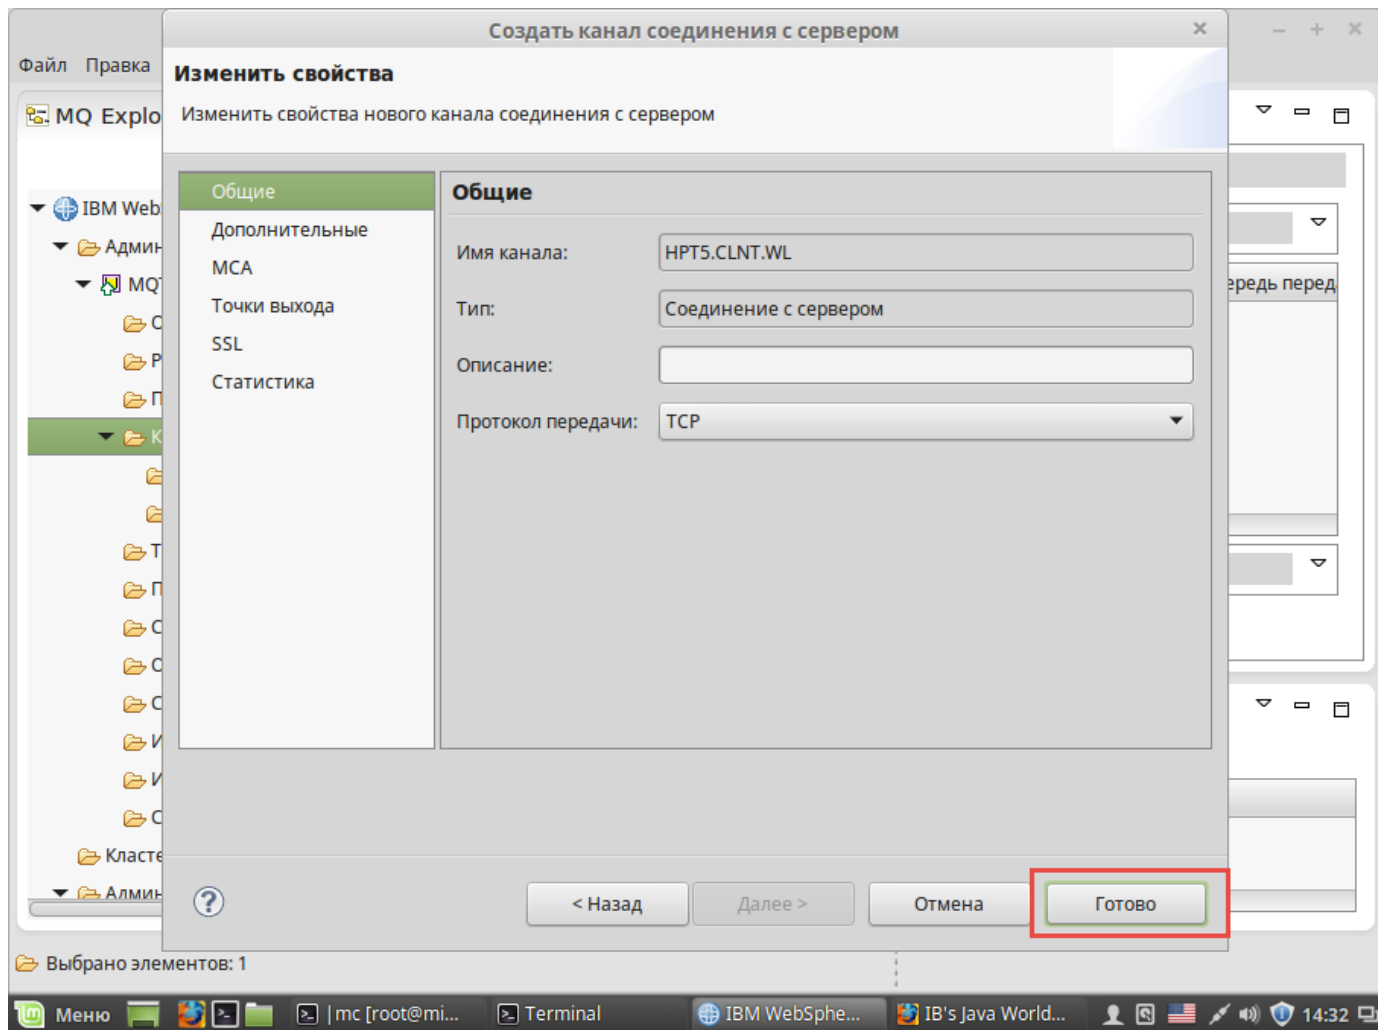 Создать канал соединения с сервером
Файл Правка
Изменить свойства
Изменить свойства нового канала соединения с сервером
MQ Explo
IBM Web
Админ
MQ
О
Р
П
К
Т
П
С
О
С
И
И
С
Класте
Админ
Общие
Дополнительные
MCA
Точки выхода
SSL
Статистика
Общие
Имя канала: HPT5.CLNT.WL
Тип: Соединение с сервером
Описание:
Протокол передачи: TCP
ередь перед
? < Назад Далее > Отмена Готово
Выбрано элементов: 1
Меню |mc [root@mi... Terminal IBM WebSphe... IB's Java World... 14:32